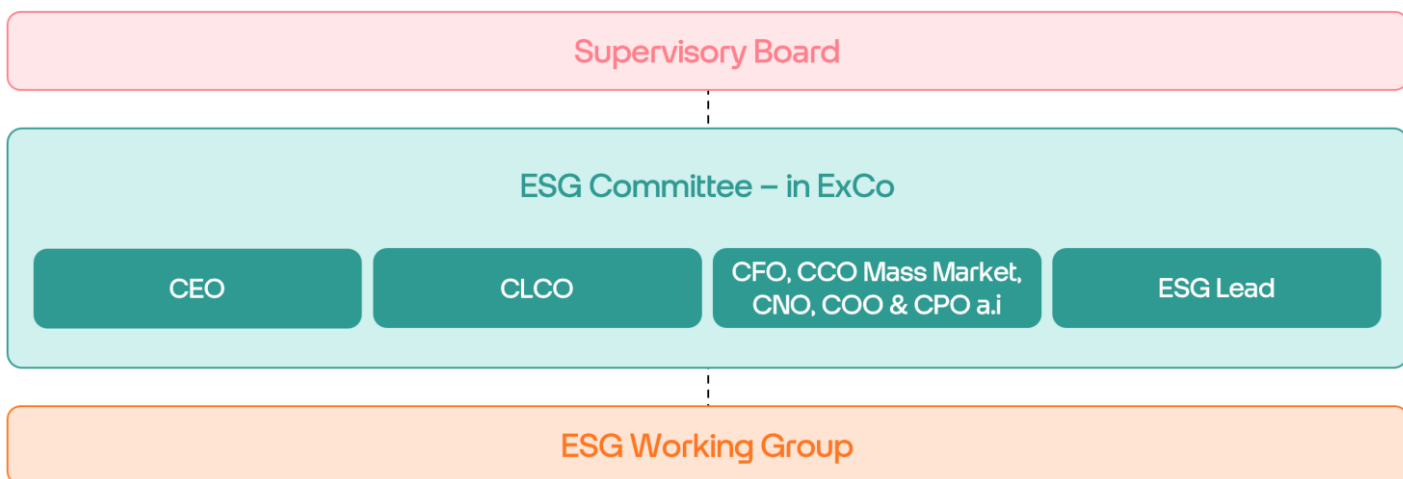 Supervisory Board
ESG Committee – in ExCo
CEO
CLCO
CFO, CCO Mass Market,
CNO, COO & CPO a.i
ESG Lead
ESG Working Group